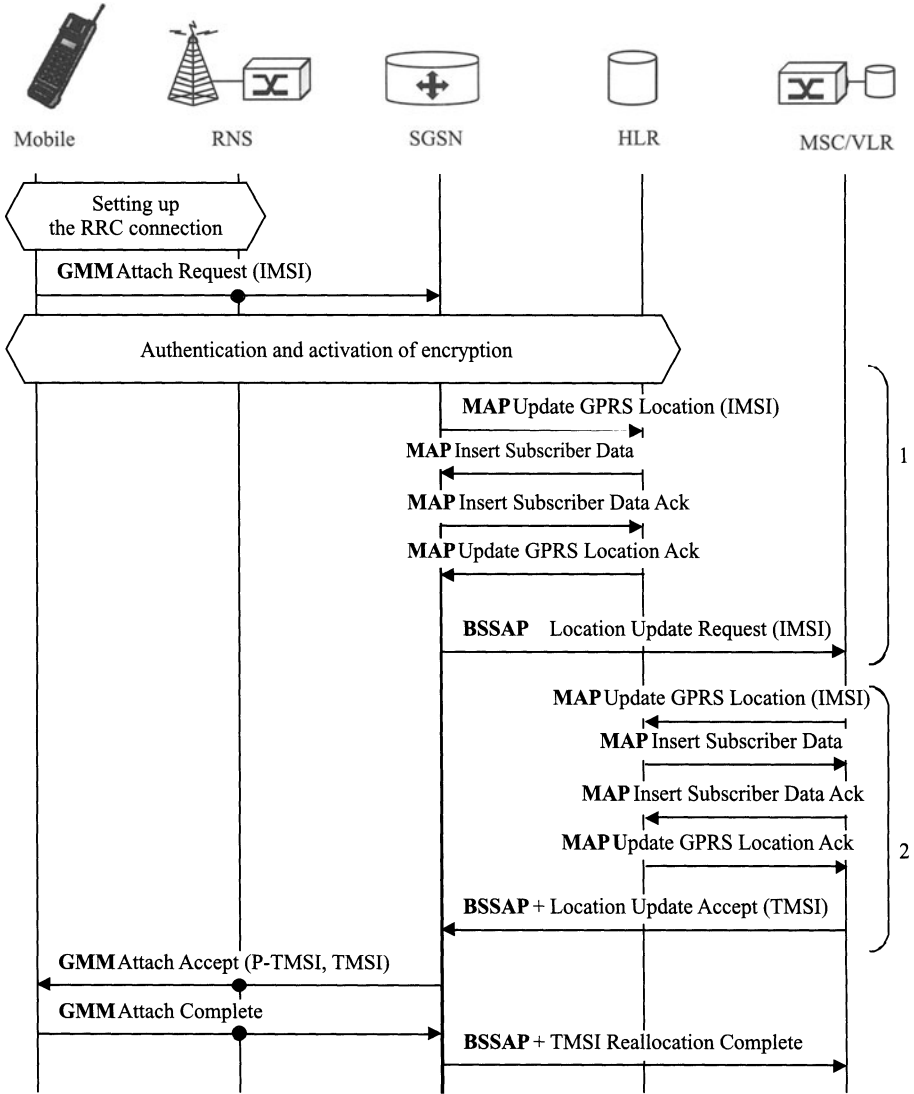 Mobile
RNS
SGSN
HLR
MSC/VLR
Setting up
the RRC connection
GMM Attach Request (IMSI)
Authentication and activation of encryption
MAP Update GPRS Location (IMSI)
MAP Insert Subscriber Data
1
MAP Insert Subscriber Data Ack
MAP Update GPRS Location Ack
BSSAP Location Update Request (IMSI)
MAP Update GPRS Location (IMSI)
MAP Insert Subscriber Data
MAP Insert Subscriber Data Ack
MAP Update GPRS Location Ack
2
BSSAP + Location Update Accept (TMSI)
GMM Attach Accept (P-TMSI, TMSI)
GMM Attach Complete
BSSAP + TMSI Reallocation Complete